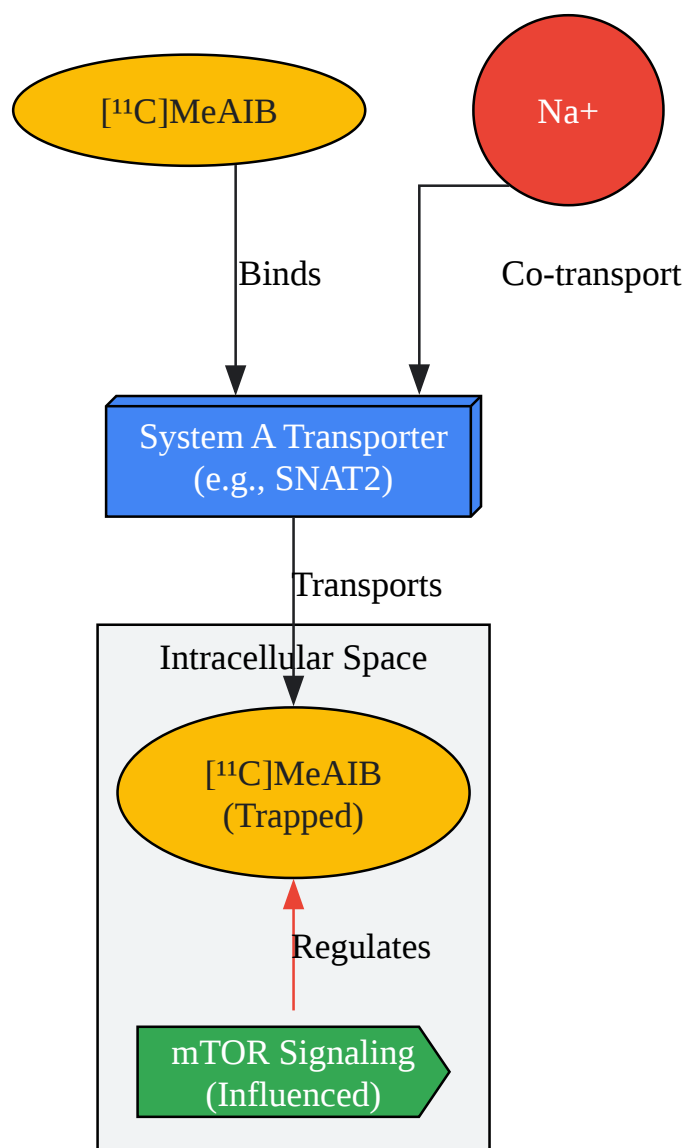 [¹¹C]MeAIB
Na+
Binds
Co-transport
System A Transporter
(e.g., SNAT2)
Transports
Intracellular Space
[¹¹C]MeAIB
(Trapped)
Regulates
mTOR Signaling
(Influenced)